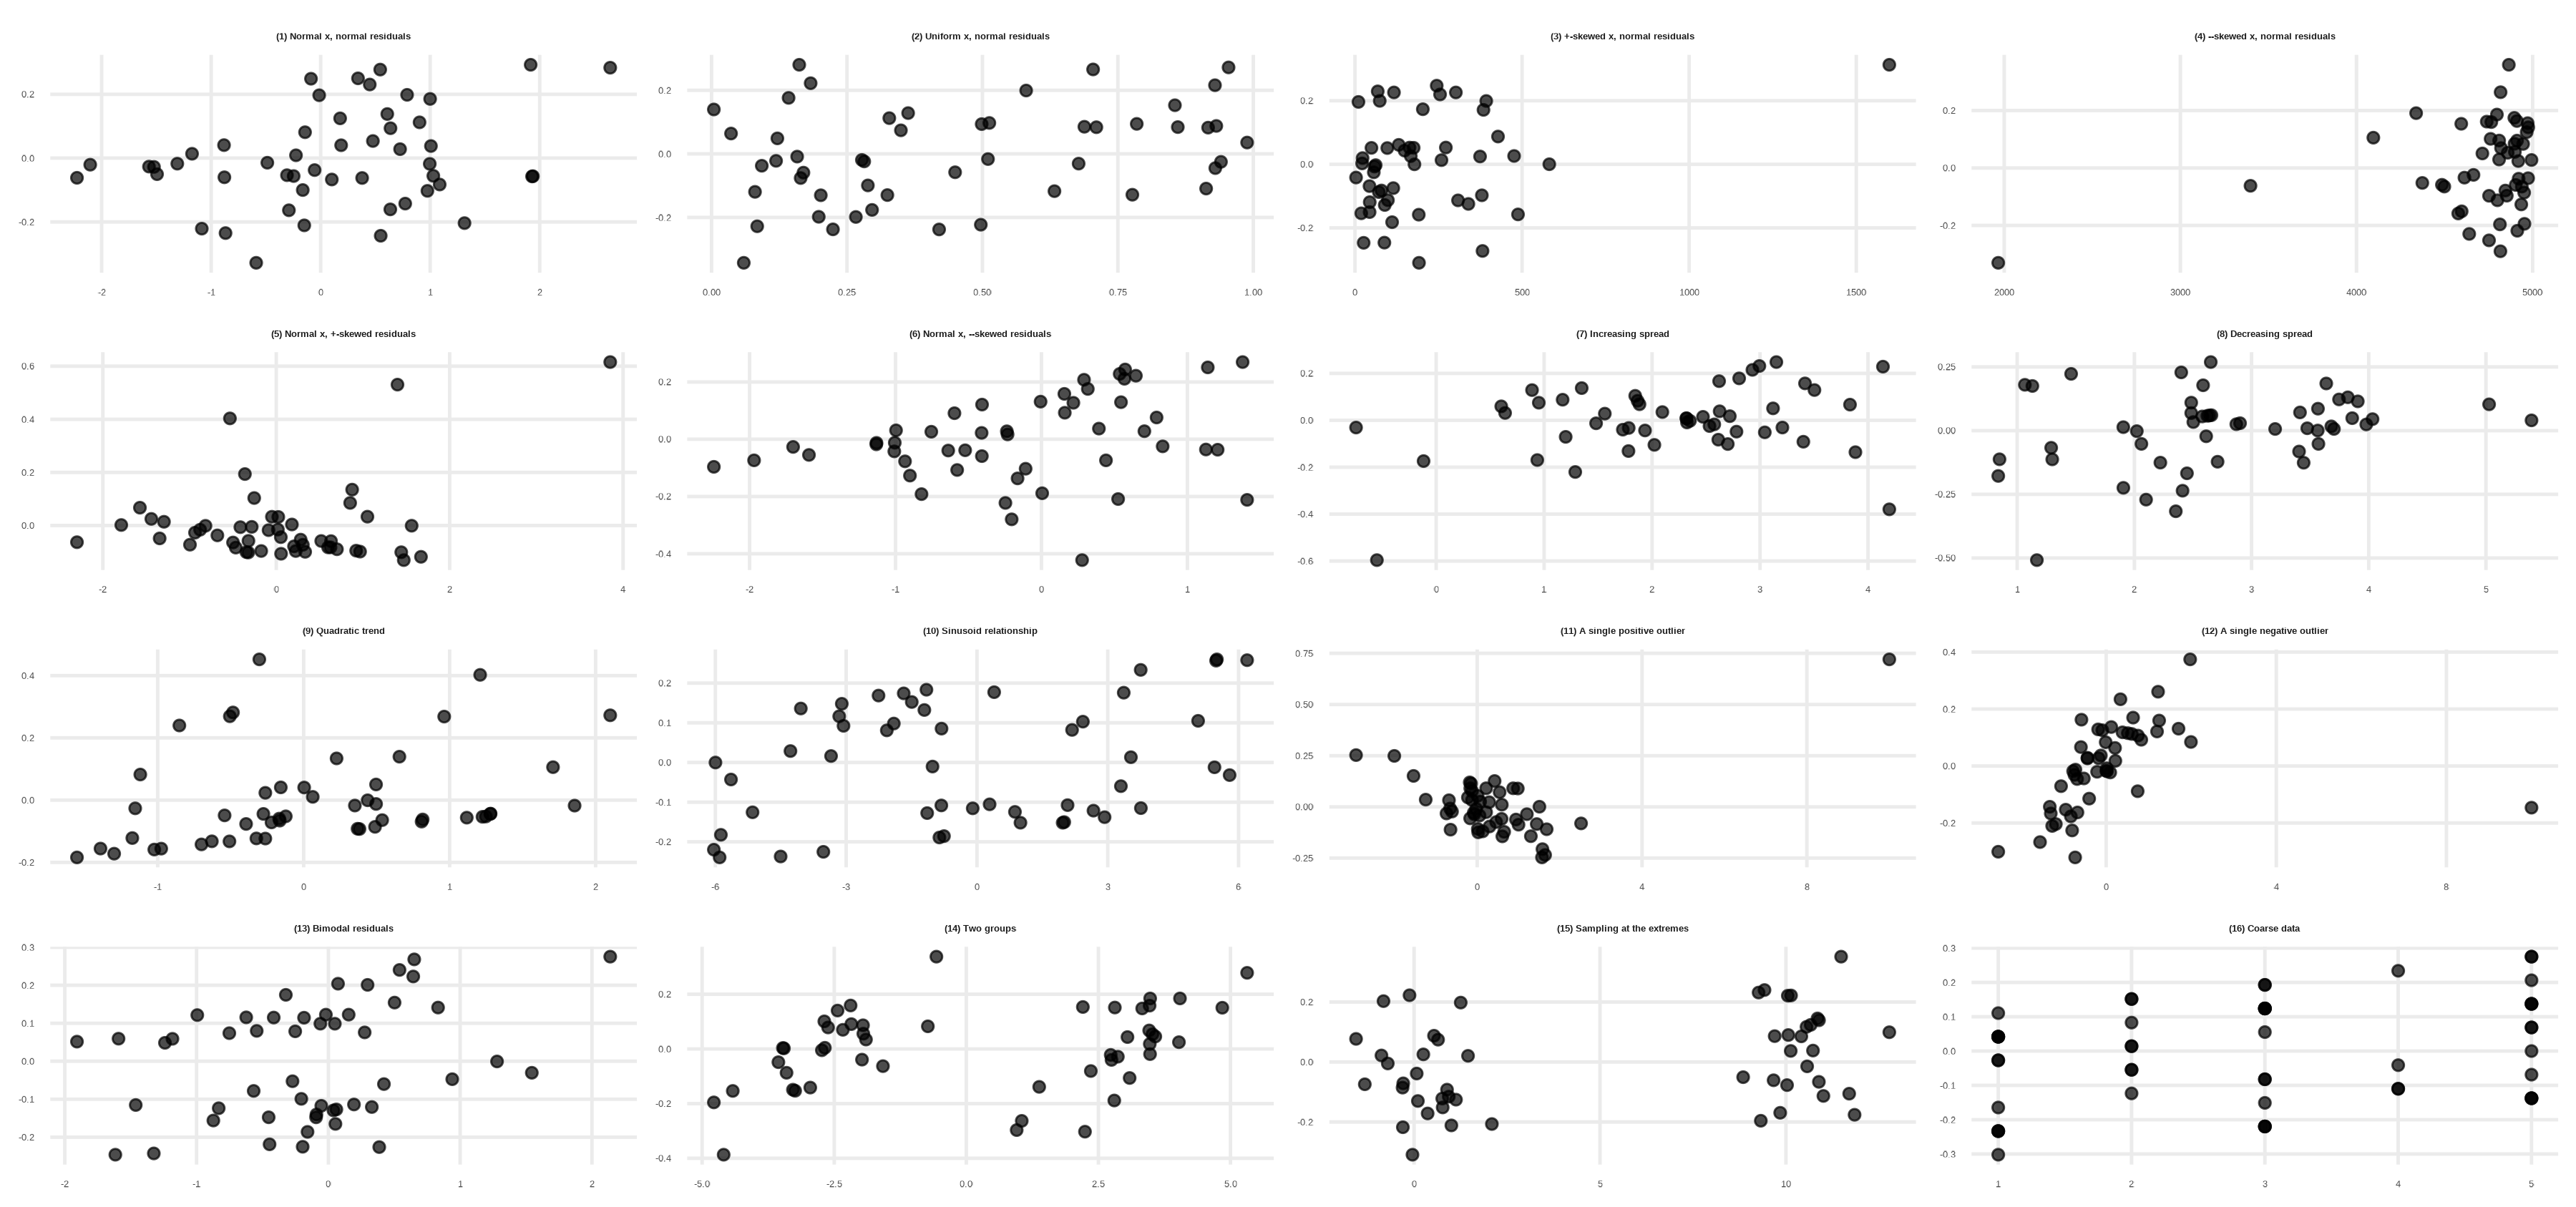 (1) Normal x, normal residuals
0.2
0.0
-0.2
-2 -1 0 1 2
(2) Uniform x, normal residuals
0.2
0.0
-0.2
0.00 0.25 0.50 0.75 1.00
(3) +-skewed x, normal residuals
0.2
0.0
-0.2
0 500 1000 1500
(4) --skewed x, normal residuals
0.2
0.0
-0.2
2000 3000 4000 5000
(5) Normal x, +-skewed residuals
0.6
0.4
0.2
0.0
-2 0 2 4
(6) Normal x, --skewed residuals
0.2
0.0
-0.2
-0.4
-2 -1 0 1
(7) Increasing spread
0.2
0.0
-0.2
-0.4
-0.6
0 1 2 3 4
(8) Decreasing spread
0.25
0.00
-0.25
-0.50
1 2 3 4 5
(9) Quadratic trend
0.4
0.2
0.0
-0.2
-1 0 1 2
(10) Sinusoid relationship
0.2
0.1
0.0
-0.1
-0.2
-6 -3 0 3 6
(11) A single positive outlier
0.75
0.50
0.25
0.00
-0.25
0 4 8
(12) A single negative outlier
0.4
0.2
0.0
-0.2
0 4 8
(13) Bimodal residuals
0.3
0.2
0.1
0.0
-0.1
-0.2
-2 -1 0 1 2
(14) Two groups
0.2
0.0
-0.2
-0.4
-5.0 -2.5 0.0 2.5 5.0
(15) Sampling at the extremes
0.2
0.0
-0.2
0 5 10
(16) Coarse data
0.3
0.2
0.1
0.0
-0.1
-0.2
-0.3
1 2 3 4 5